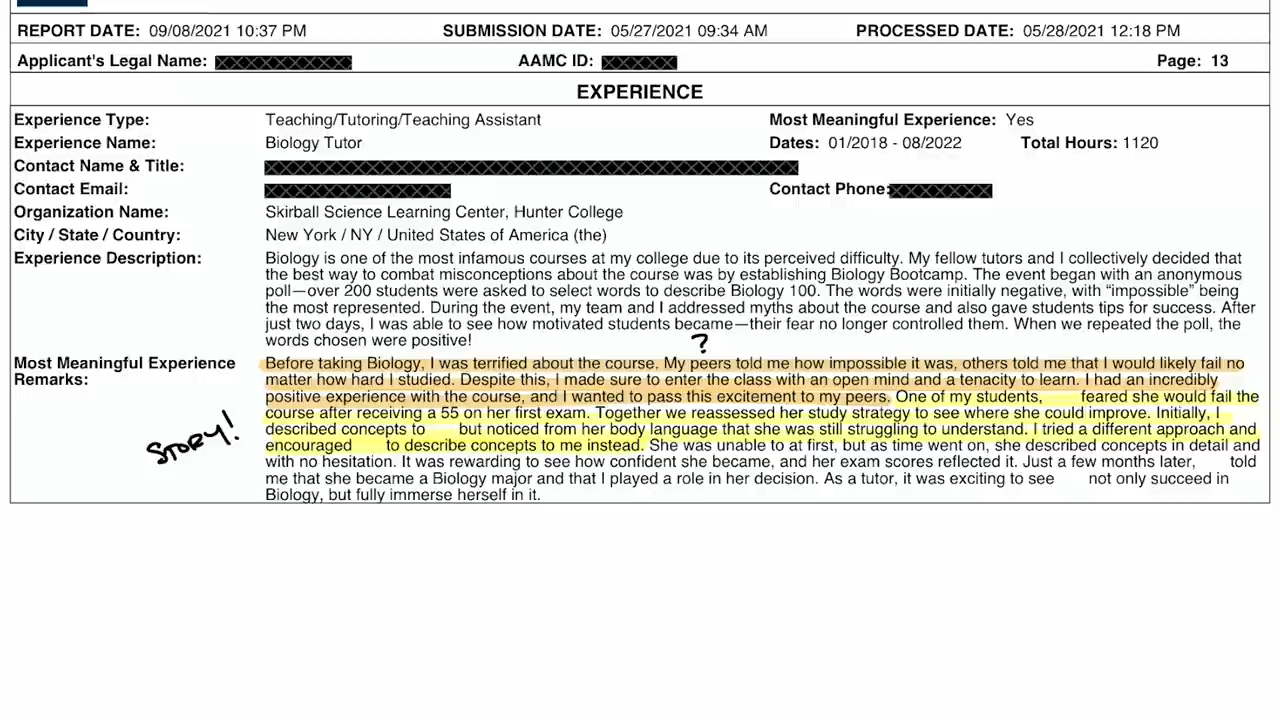 REPORT DATE: 09/08/2021 10:37 PM SUBMISSION DATE: 05/27/2021 09:34 AM PROCESSED DATE: 05/28/2021 12:18 PM
Applicant's Legal Name: AAMC ID: Page: 13
EXPERIENCE
Experience Type: Teaching/Tutoring/Teaching Assistant Most Meaningful Experience: Yes
Experience Name: Biology Tutor Dates: 01/2018 - 08/2022 Total Hours: 1120
Contact Name & Title:
Contact Email: Contact Phone:
Organization Name: Skirball Science Learning Center, Hunter College
City / State / Country: New York / NY / United States of America (the)
Experience Description: Biology is one of the most infamous courses at my college due to its perceived difficulty. My fellow tutors and I collectively decided that
the best way to combat misconceptions about the course was by establishing Biology Bootcamp. The event began with an anonymous
poll—over 200 students were asked to select words to describe Biology 100. The words were initially negative, with “impossible” being
the most represented. During the event, my team and I addressed myths about the course and also gave students tips for success. After
just two days, I was able to see how motivated students became—their fear no longer controlled them. When we repeated the poll, the
words chosen were positive!
?
Most Meaningful Experience Before taking Biology, I was terrified about the course. My peers told me how impossible it was, others told me that I would likely fail no
Remarks: matter how hard I studied. Despite this, I made sure to enter the class with an open mind and a tenacity to learn. I had an incredibly
positive experience with the course, and I wanted to pass this excitement to my peers. One of my students, feared she would fail the
course after receiving a 55 on her first exam. Together we reassessed her study strategy to see where she could improve. Initially, I
STORY! described concepts to but noticed from her body language that she was still struggling to understand. I tried a different approach and
encouraged to describe concepts to me instead. She was unable to at first, but as time went on, she described concepts in detail and
with no hesitation. It was rewarding to see how confident she became, and her exam scores reflected it. Just a few months later, told
me that she became a Biology major and that I played a role in her decision. As a tutor, it was exciting to see not only succeed in
Biology, but fully immerse herself in it.